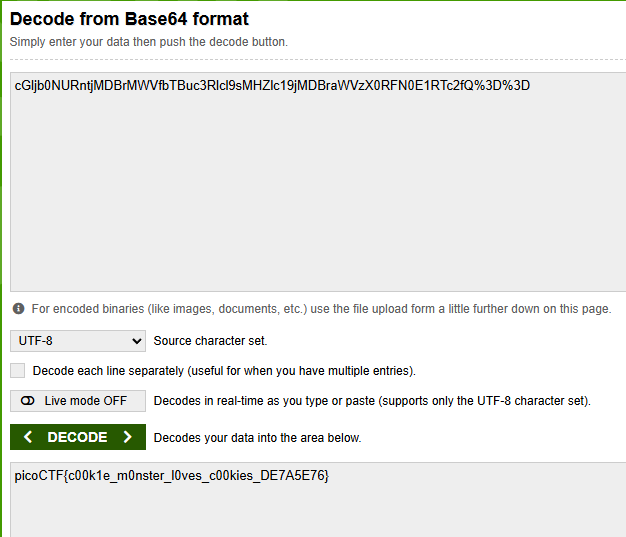 Decode from Base64 format
Simply enter your data then push the decode button.
cGljb0NURntjMDBrMWVfbTBuc3Rlcl9sMHZlc19jMDBraWVzX0RFN0E1RTc2fQ%3D%3D
For encoded binaries (like images, documents, etc.) use the file upload form a little further down on this page.
UTF-8 Source character set.
Decode each line separately (useful for when you have multiple entries).
Live mode OFF Decodes in real-time as you type or paste (supports only the UTF-8 character set).
< DECODE > Decodes your data into the area below.
picoCTF{c00k1e_m0nster_l0ves_c00kies_DE7A5E76}